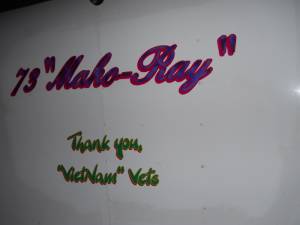 73 "Mako-Ray"
Thank you,
"VietNam" Vets